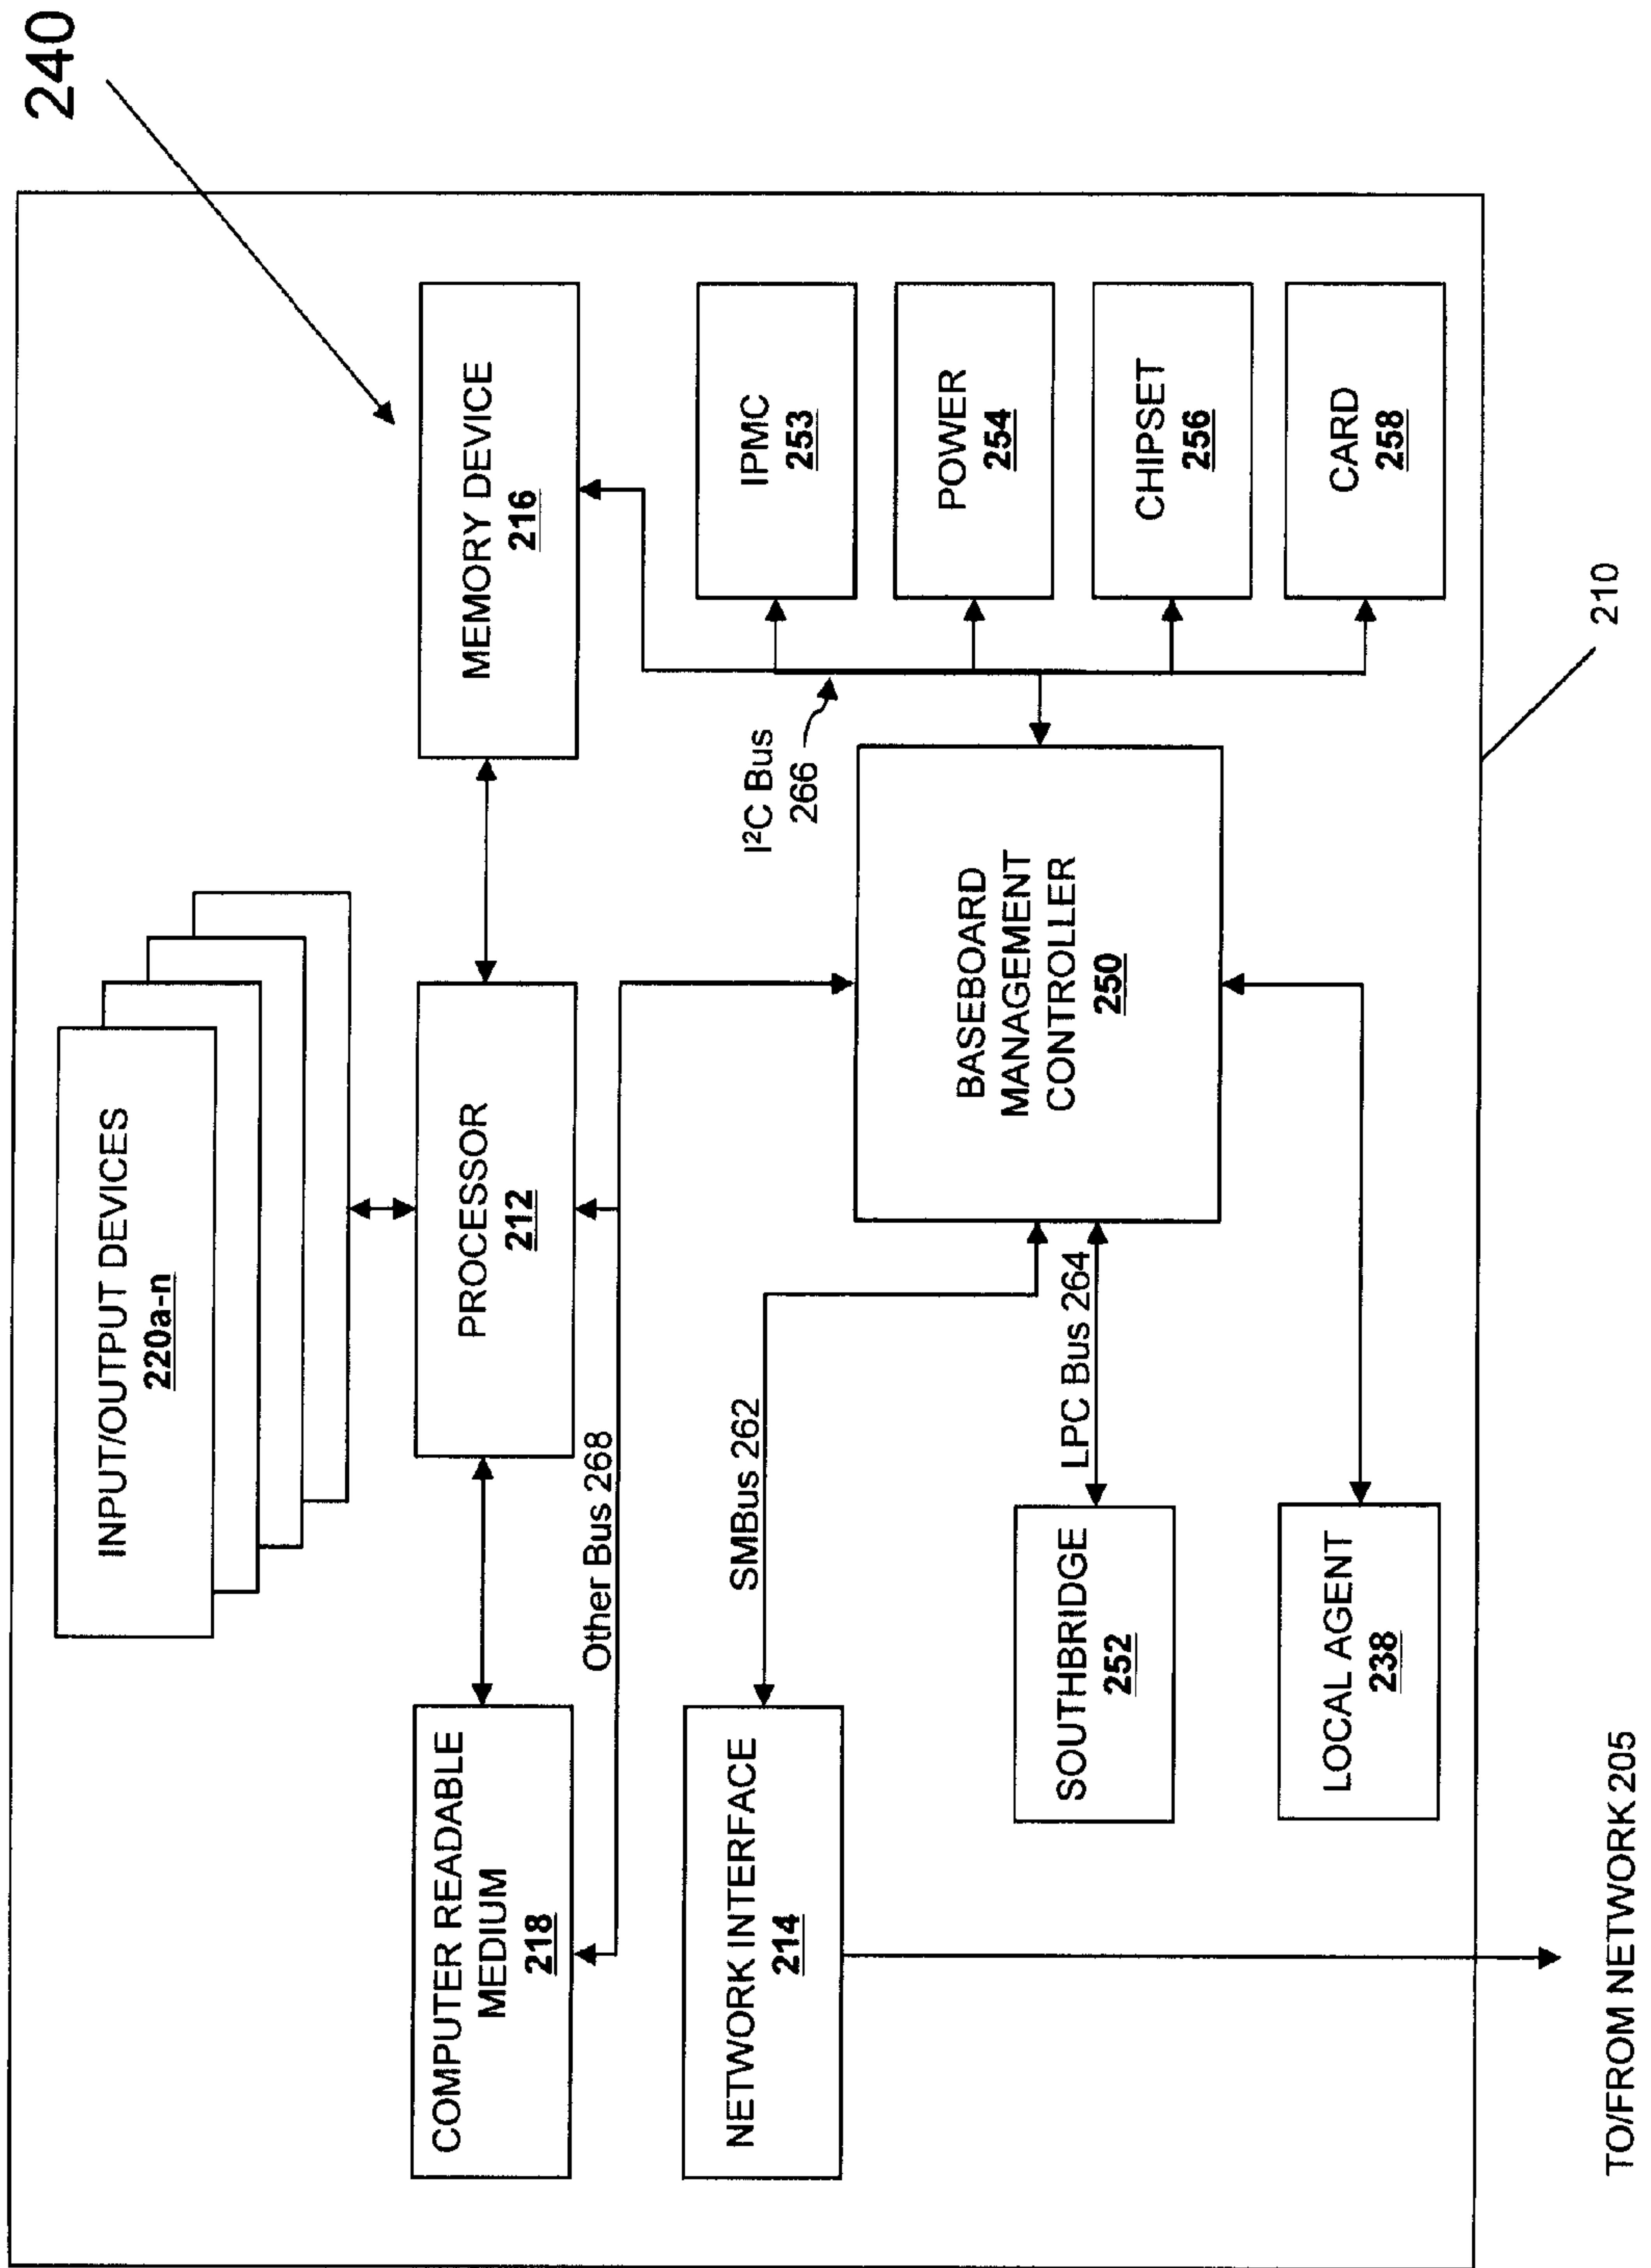 240
INPUT/OUTPUT DEVICES
220a-n
COMPUTER READABLE
MEDIUM
218
PROCESSOR
212
MEMORY DEVICE
216
Other Bus 268
NETWORK INTERFACE
214
SMBus 262
I²C Bus
266
IPMC
253
POWER
254
CHIPSET
256
CARD
258
BASEBOARD
MANAGEMENT
CONTROLLER
250
LPC Bus 264
SOUTHBRIDGE
252
LOCAL AGENT
238
210
TO/FROM NETWORK 205